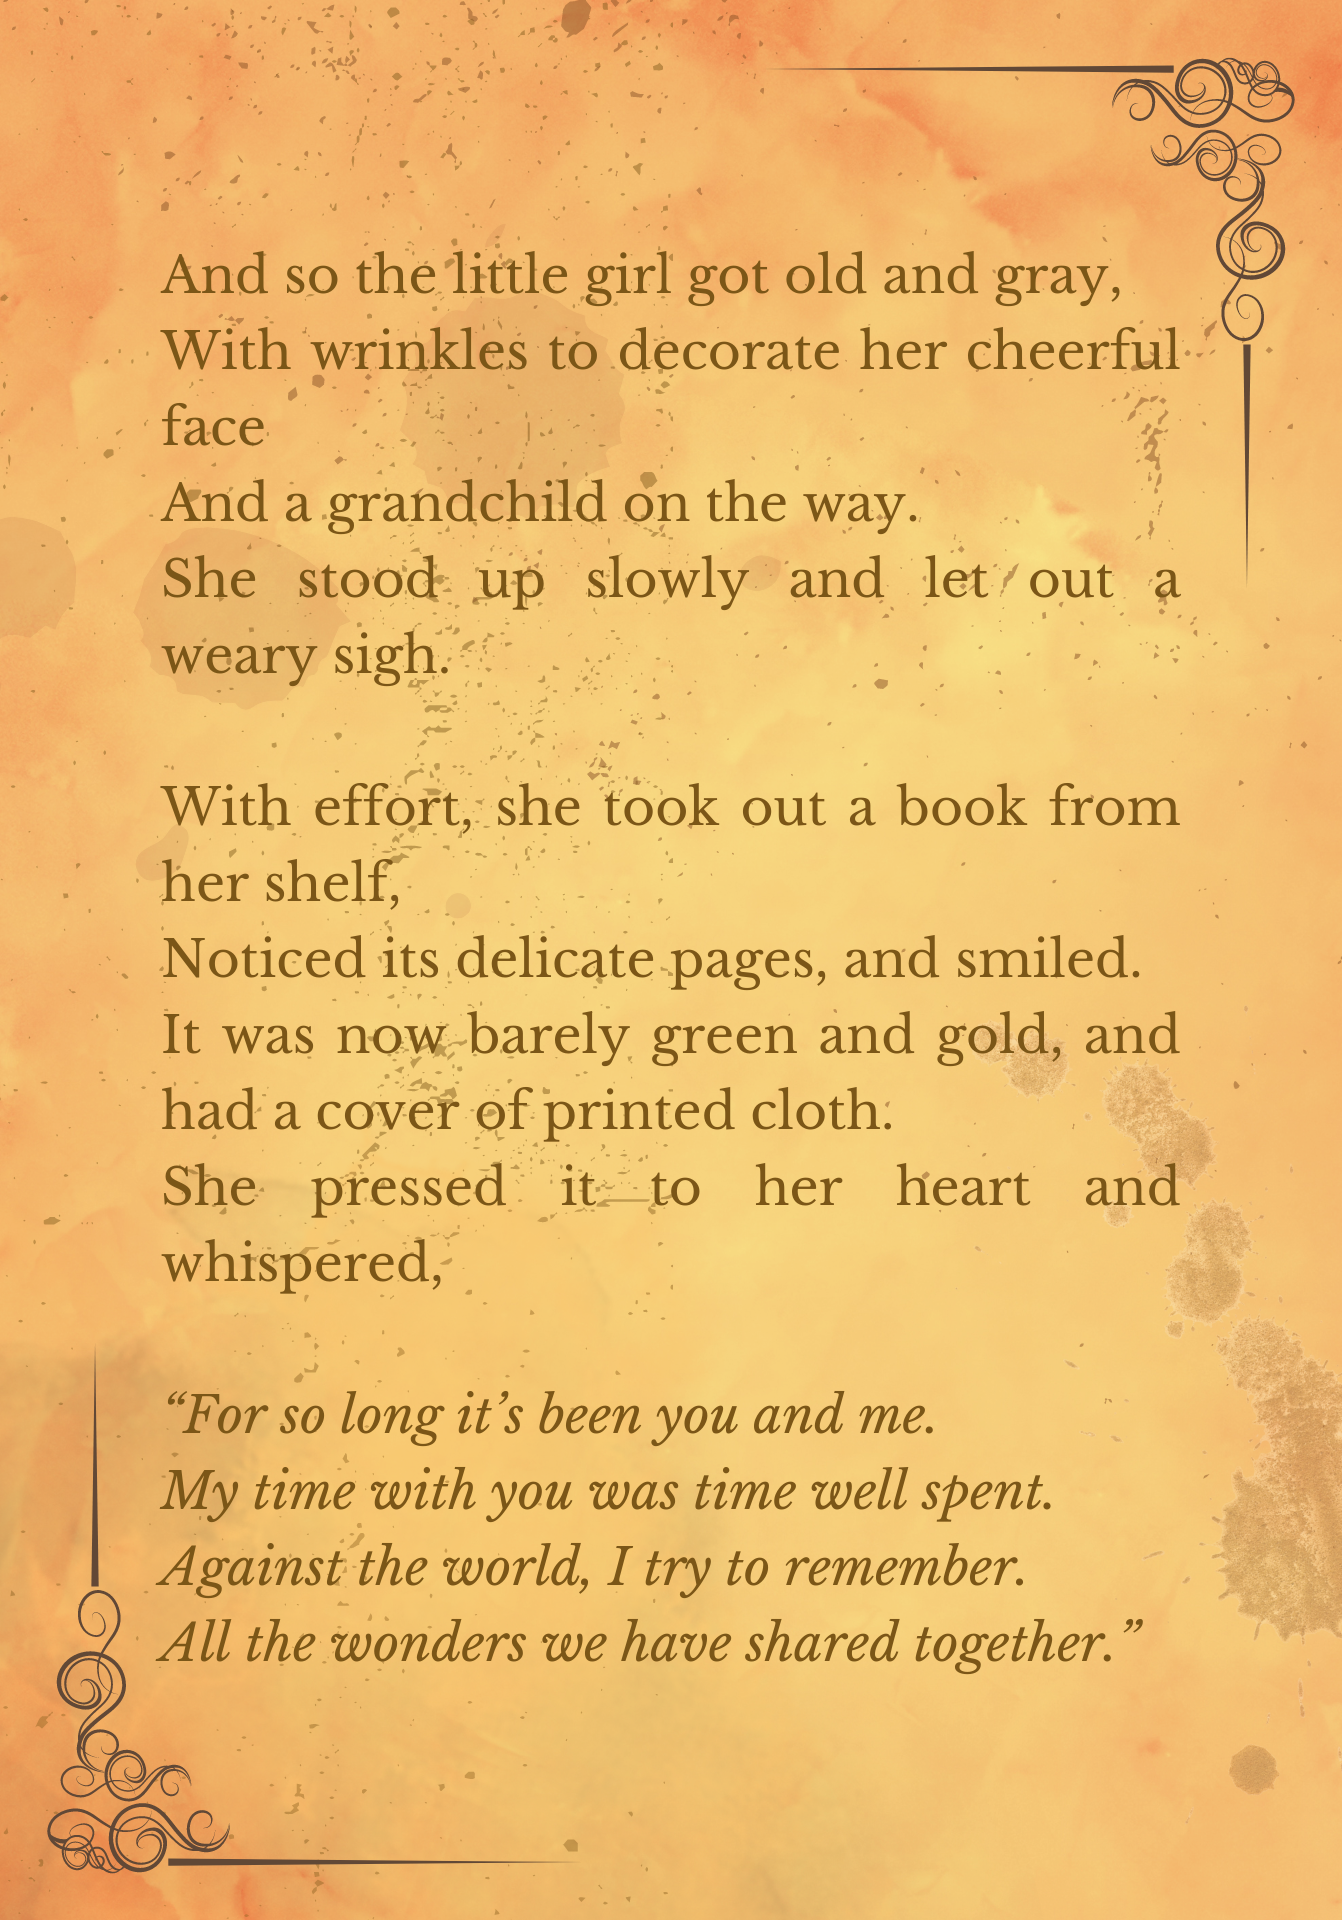 And so the little girl got old and gray,
With wrinkles to decorate her cheerful
face
And a grandchild on the way.
She stood up slowly and let out a
weary sigh.
With effort, she took out a book from
her shelf,
Noticed its delicate pages, and smiled.
It was now barely green and gold, and
had a cover of printed cloth.
She pressed it to her heart and
whispered,
“For so long it’s been you and me.
My time with you was time well spent.
Against the world, I try to remember.
All the wonders we have shared together.”